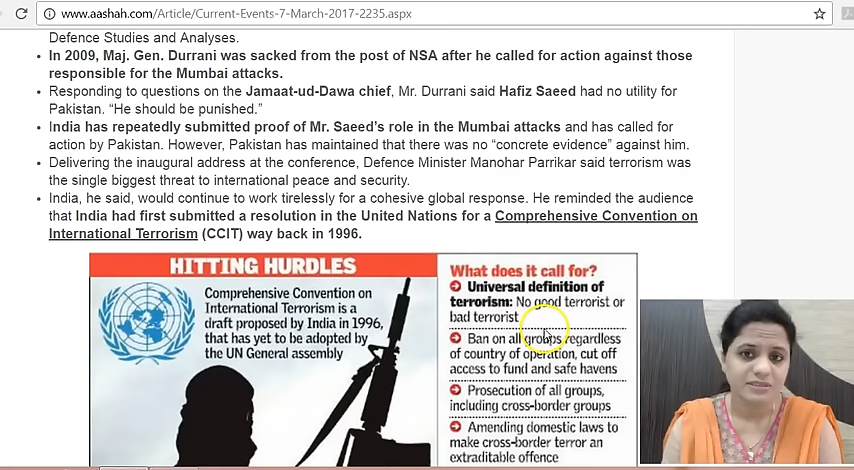 www.aashah.com/Article/Current-Events-7-March-2017-2235.aspx
Defence Studies and Analyses.
• In 2009, Maj. Gen. Durrani was sacked from the post of NSA after he called for action against those
responsible for the Mumbai attacks.
• Responding to questions on the Jamaat-ud-Dawa chief, Mr. Durrani said Hafiz Saeed had no utility for
Pakistan. “He should be punished.”
• India has repeatedly submitted proof of Mr. Saeed’s role in the Mumbai attacks and has called for
action by Pakistan. However, Pakistan has maintained that there was no “concrete evidence” against him.
• Delivering the inaugural address at the conference, Defence Minister Manohar Parrikar said terrorism was
the single biggest threat to international peace and security.
• India, he said, would continue to work tirelessly for a cohesive global response. He reminded the audience
that India had first submitted a resolution in the United Nations for a Comprehensive Convention on
International Terrorism (CCIT) way back in 1996.
HITTING HURDLES
Comprehensive Convention on
International Terrorism is a
draft proposed by India in 1996,
that has yet to be adopted by
the UN General assembly
What does it call for?
Universal definition of
terrorism: No good terrorist or
bad terrorist
Ban on all groups regardless
of country of operation, cut off
access to fund and safe havens
Prosecution of all groups,
including cross-border groups
Amending domestic laws to
make cross-border terror an
extraditable offence